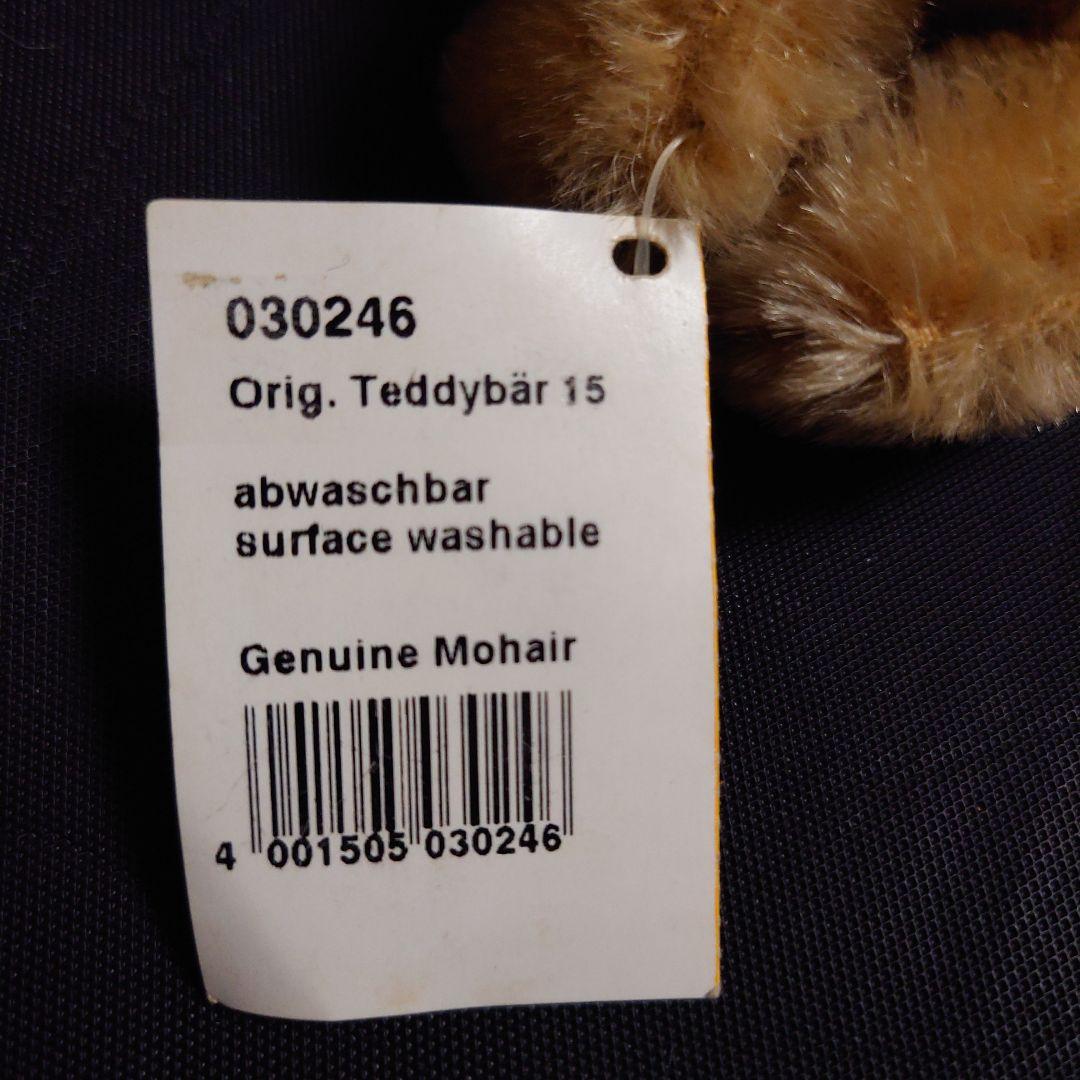 030246
Orig. Teddybär 15
abwaschbar
surface washable
Genuine Mohair
4 001505 030246